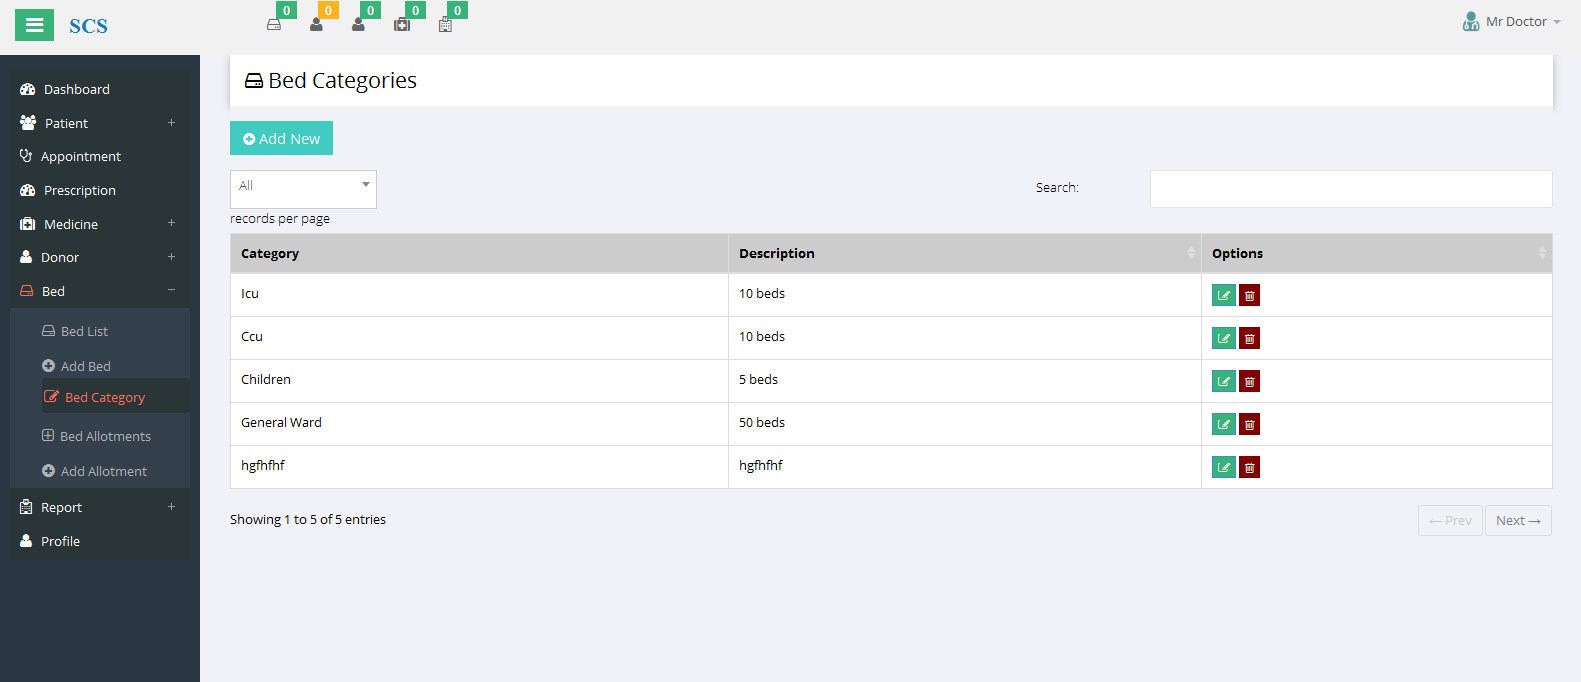 SCS
0 0 0 0 0
Mr Doctor
Dashboard
Patient +
Appointment
Prescription
Medicine +
Donor +
Bed −
Bed List
Add Bed
Bed Category
Bed Allotments
Add Allotment
Report +
Profile
Bed Categories
Add New
All
records per page
Search:
Category Description Options
Icu 10 beds
Ccu 10 beds
Children 5 beds
General Ward 50 beds
hgfhfhf hgfhfhf
Showing 1 to 5 of 5 entries
← Prev Next →